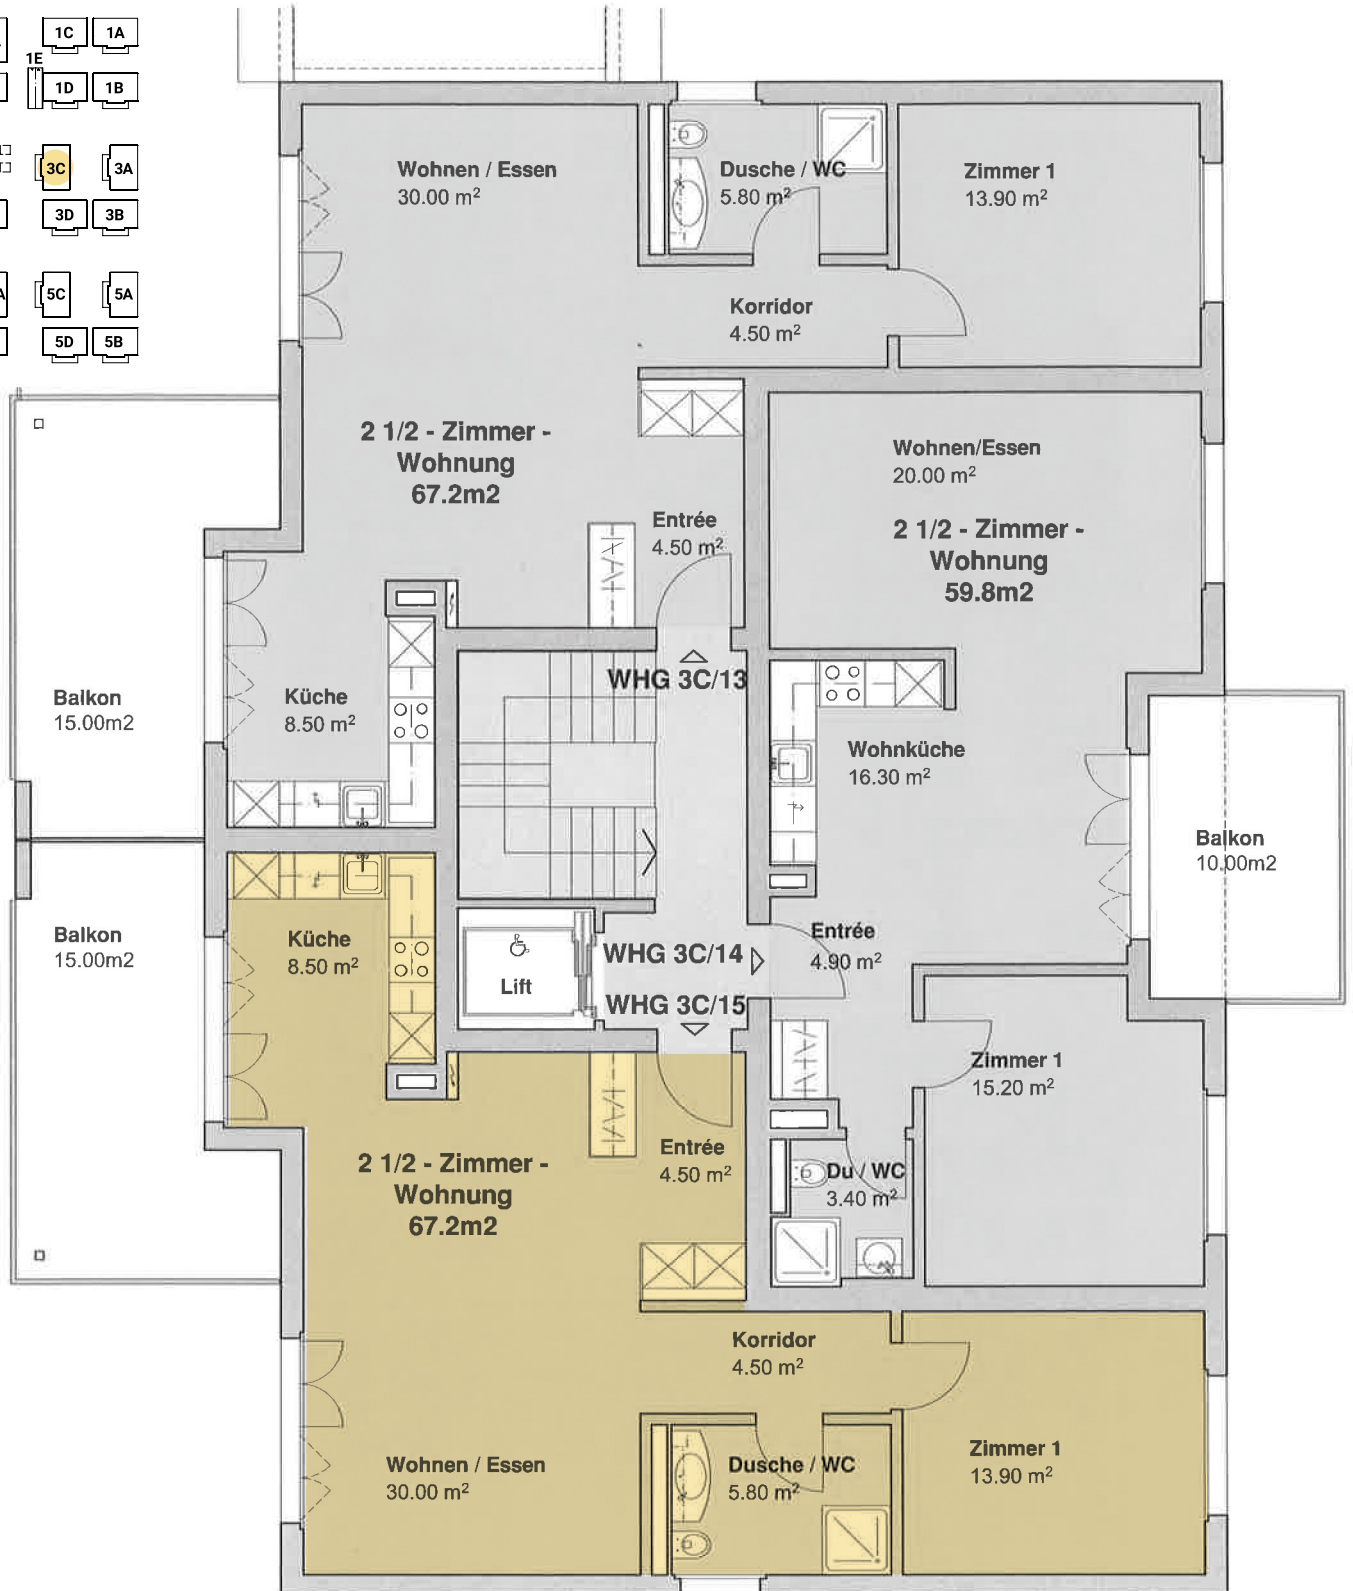 1C
1A
1E
1D
1B
3C
3A
3D
3B
5C
5A
5D
5B
Wohnen / Essen
30.00 m²
Dusche / WC
5.80 m²
Zimmer 1
13.90 m²
Korridor
4.50 m²
2 1/2 - Zimmer -
Wohnung
67.2m2
Wohnen/Essen
20.00 m²
Entrée
4.50 m²
2 1/2 - Zimmer -
Wohnung
59.8m2
WHG 3C/13
Balkon
15.00m2
Küche
8.50 m²
Wohnküche
16.30 m²
Balkon
10.00m2
Balkon
15.00m2
Küche
8.50 m²
Lift
WHG 3C/14
WHG 3C/15
Entrée
4.90 m²
Zimmer 1
15.20 m²
2 1/2 - Zimmer -
Wohnung
67.2m2
Entrée
4.50 m²
Du / WC
3.40 m²
Korridor
4.50 m²
Wohnen / Essen
30.00 m²
Dusche / WC
5.80 m²
Zimmer 1
13.90 m²